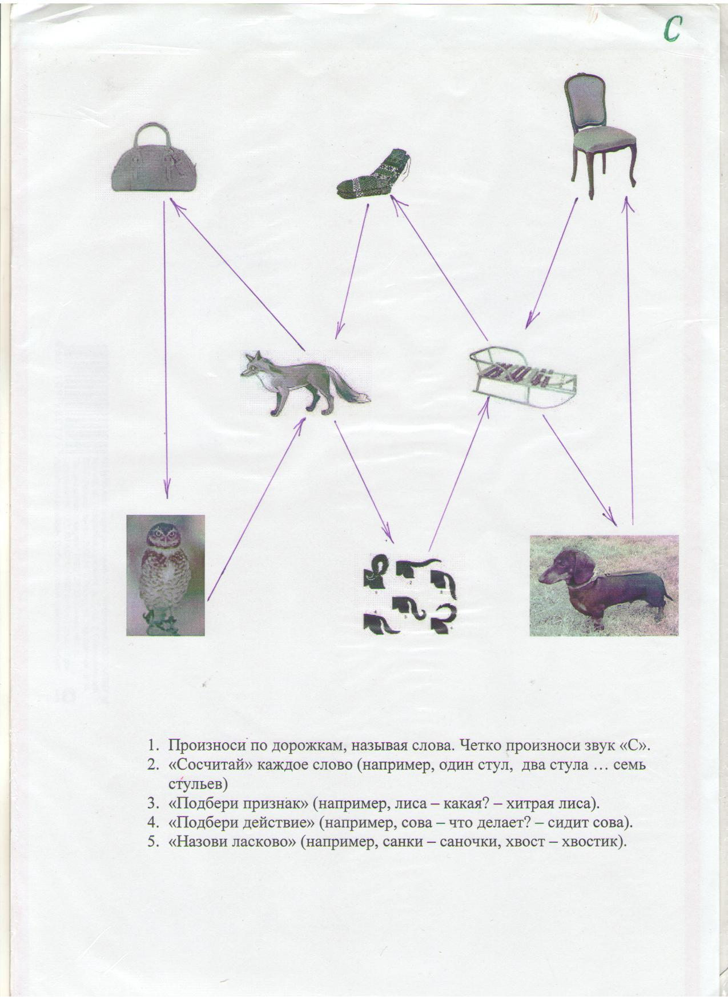 С
1. Произноси по дорожкам, называя слова. Четко произноси звук «С».
2. «Сосчитай» каждое слово (например, один стул, два стула … семь
стульев)
3. «Подбери признак» (например, лиса – какая? – хитрая лиса).
4. «Подбери действие» (например, сова – что делает? – сидит сова).
5. «Назови ласково» (например, санки – саночки, хвост – хвостик).